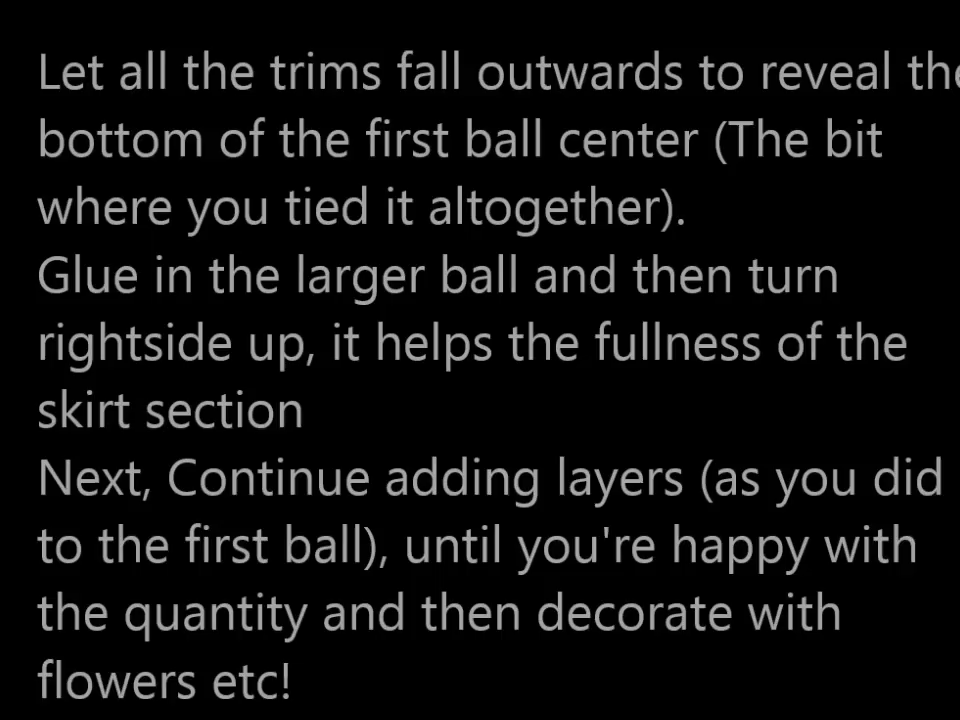 Let all the trims fall outwards to reveal the
bottom of the first ball center (The bit
where you tied it altogether).
Glue in the larger ball and then turn
rightside up, it helps the fullness of the
skirt section
Next, Continue adding layers (as you did
to the first ball), until you're happy with
the quantity and then decorate with
flowers etc!